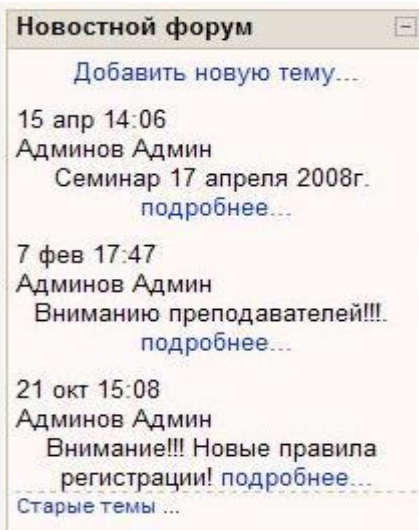 Новостной форум
Добавить новую тему...
15 апр 14:06
Админов Админ
Семинар 17 апреля 2008г.
подробнее...
7 фев 17:47
Админов Админ
Вниманию преподавателей!!!.
подробнее...
21 окт 15:08
Админов Админ
Внимание!!! Новые правила
регистрации! подробнее...
Старые темы ...